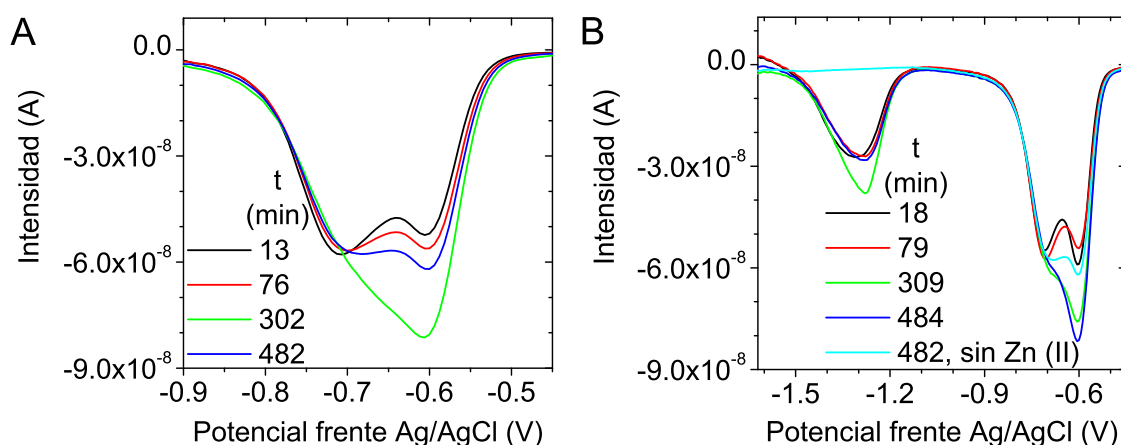 A
0.0
-3.0x10⁻⁸
-6.0x10⁻⁸
-9.0x10⁻⁸
Intensidad (A)
t
(min)
13
76
302
482
-0.9 -0.8 -0.7 -0.6 -0.5
Potencial frente Ag/AgCl (V)
B
0.0
-3.0x10⁻⁸
-6.0x10⁻⁸
-9.0x10⁻⁸
Intensidad (A)
t
(min)
18
79
309
484
482, sin Zn (II)
-1.5 -1.2 -0.9 -0.6
Potencial frente Ag/AgCl (V)